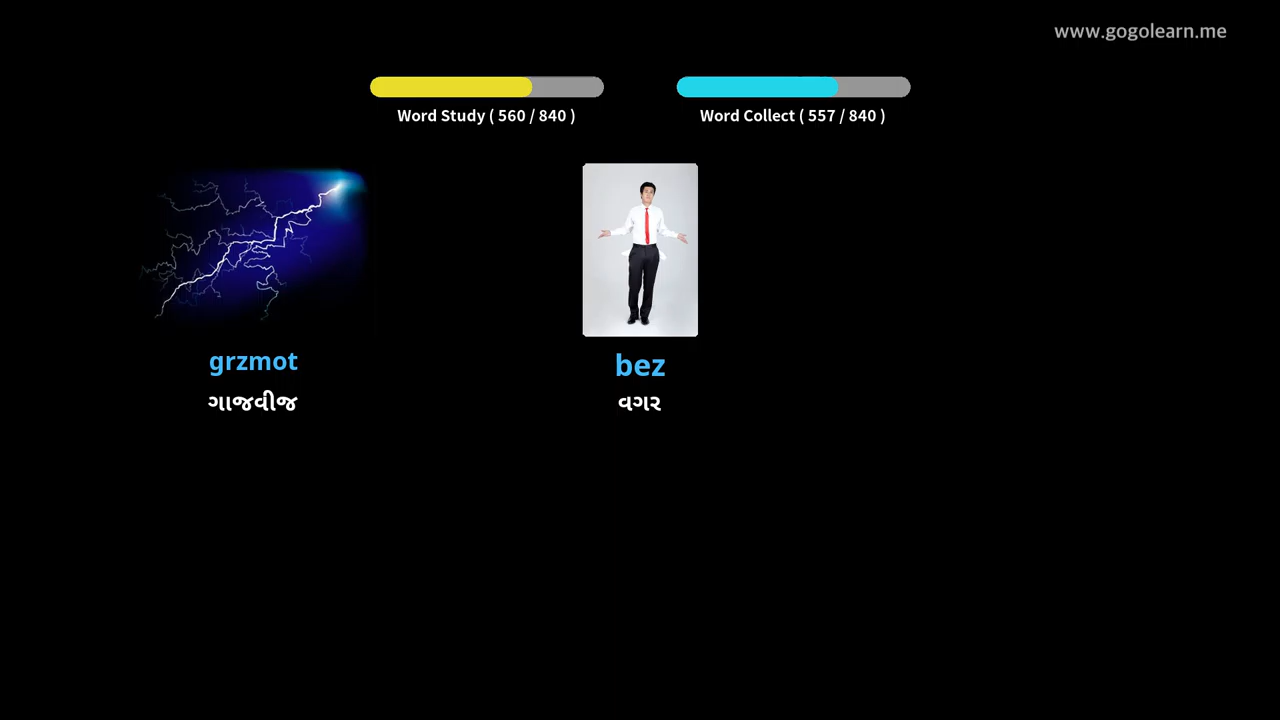 www.gogolearn.me
Word Study ( 560 / 840 )
Word Collect ( 557 / 840 )
grzmot
ગાજવીજ
bez
વગર